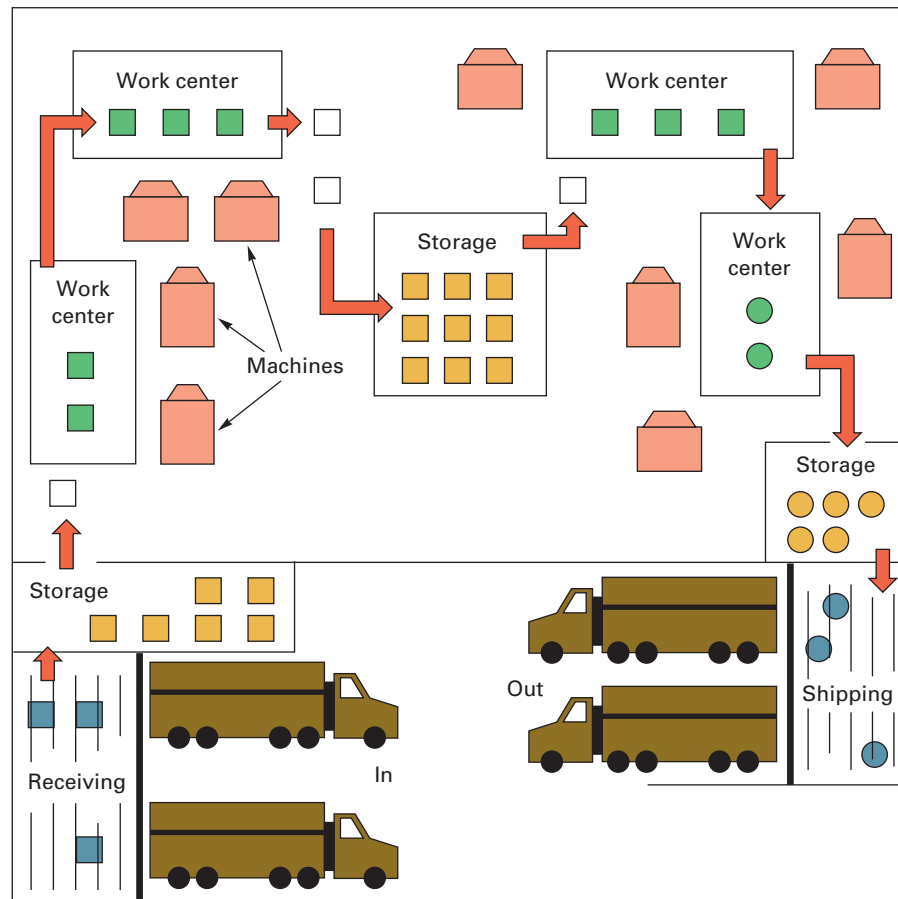 Work center
Work center
Storage
Work
center
Work
center
Machines
Storage
Storage
Out
Shipping
In
Receiving